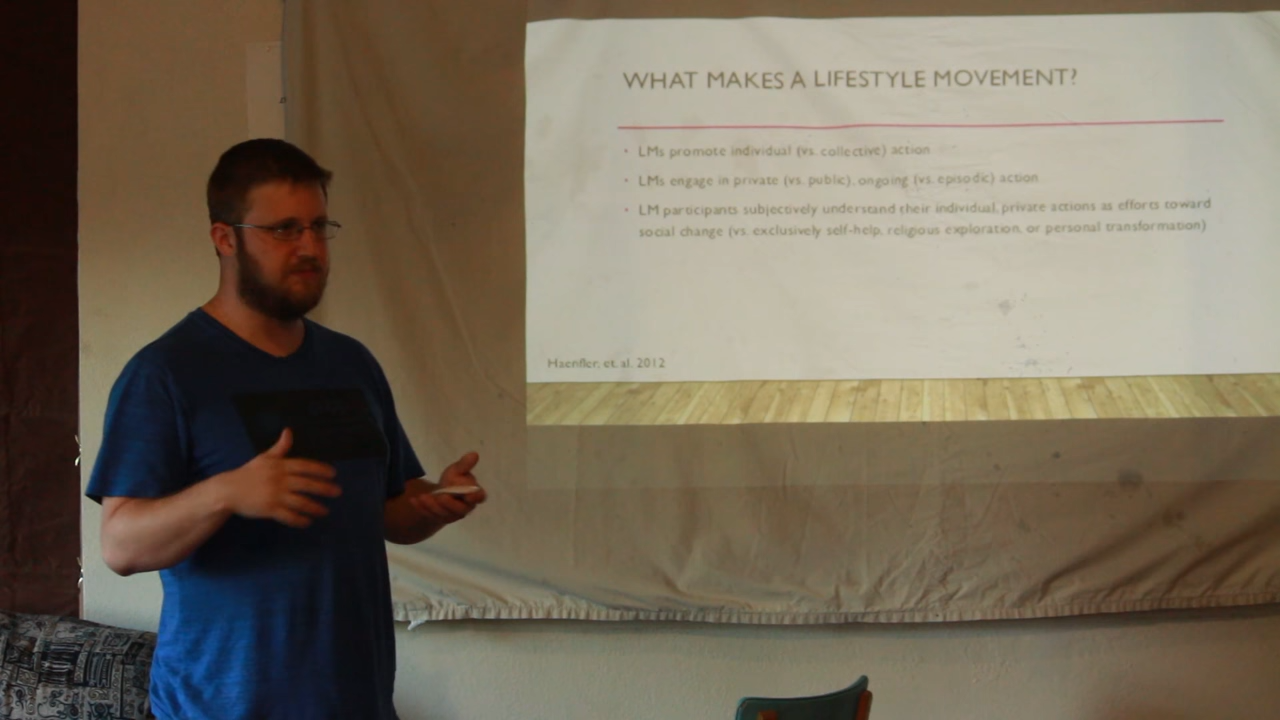 WHAT MAKES A LIFESTYLE MOVEMENT?
• LMs promote individual (vs. collective) action
• LMs engage in private (vs. public), ongoing (vs. episodic) action
• LM participants subjectively understand their individual, private actions as efforts toward
social change (vs. exclusively self-help, religious exploration, or personal transformation)
Haenfler, et. al. 2012